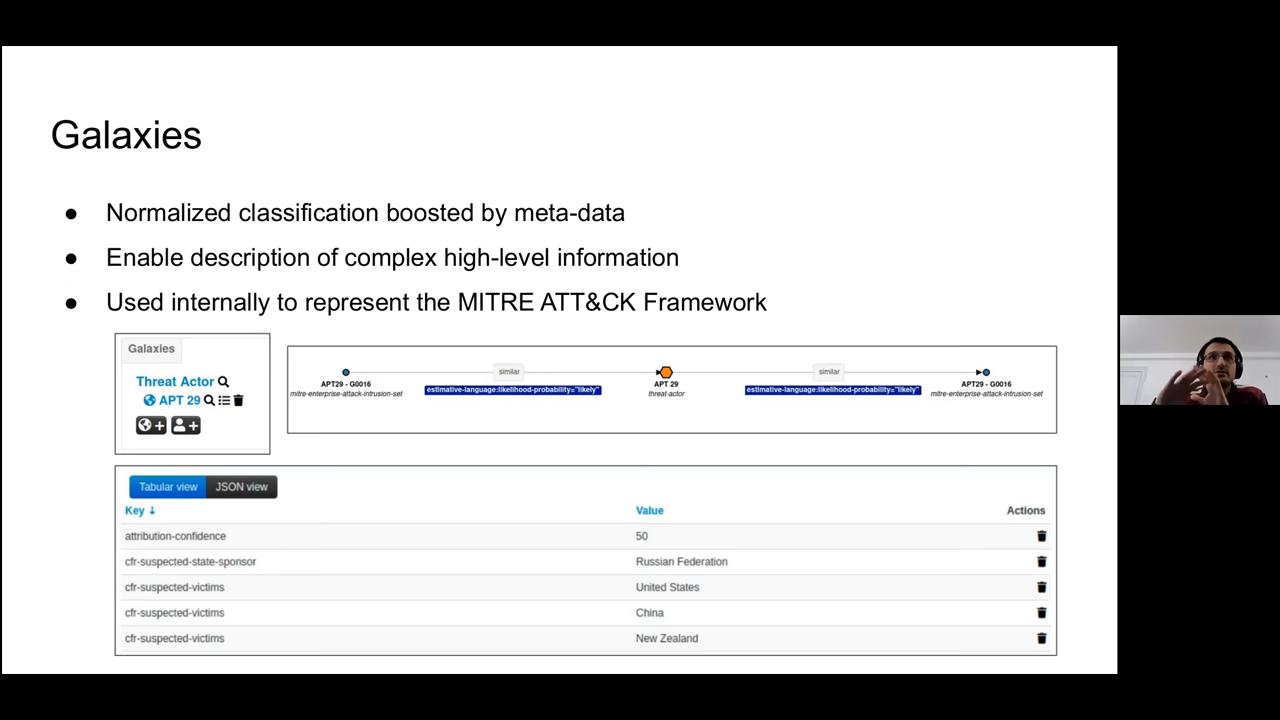 Galaxies
● Normalized classification boosted by meta-data
● Enable description of complex high-level information
● Used internally to represent the MITRE ATT&CK Framework
Galaxies
Threat Actor
APT 29
similar
similar
APT29 - G0016
estimative-language:likelihood-probability="likely"
APT 29
estimative-language:likelihood-probability="likely"
APT29 - G0016
mitre-enterprise-attack-intrusion-set
threat-actor
mitre-enterprise-attack-intrusion-set
Tabular view JSON view
Key ↓ Value Actions
attribution-confidence 50
cfr-suspected-state-sponsor Russian Federation
cfr-suspected-victims United States
cfr-suspected-victims China
cfr-suspected-victims New Zealand